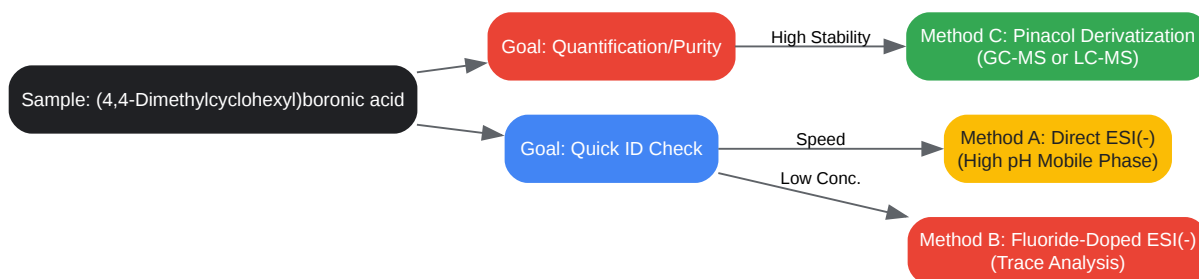 Sample: (4,4-Dimethylcyclohexyl)boronic acid
Goal: Quantification/Purity
High Stability
Method C: Pinacol Derivatization
(GC-MS or LC-MS)
Goal: Quick ID Check
Speed
Method A: Direct ESI(-)
(High pH Mobile Phase)
Low Conc.
Method B: Fluoride-Doped ESI(-)
(Trace Analysis)